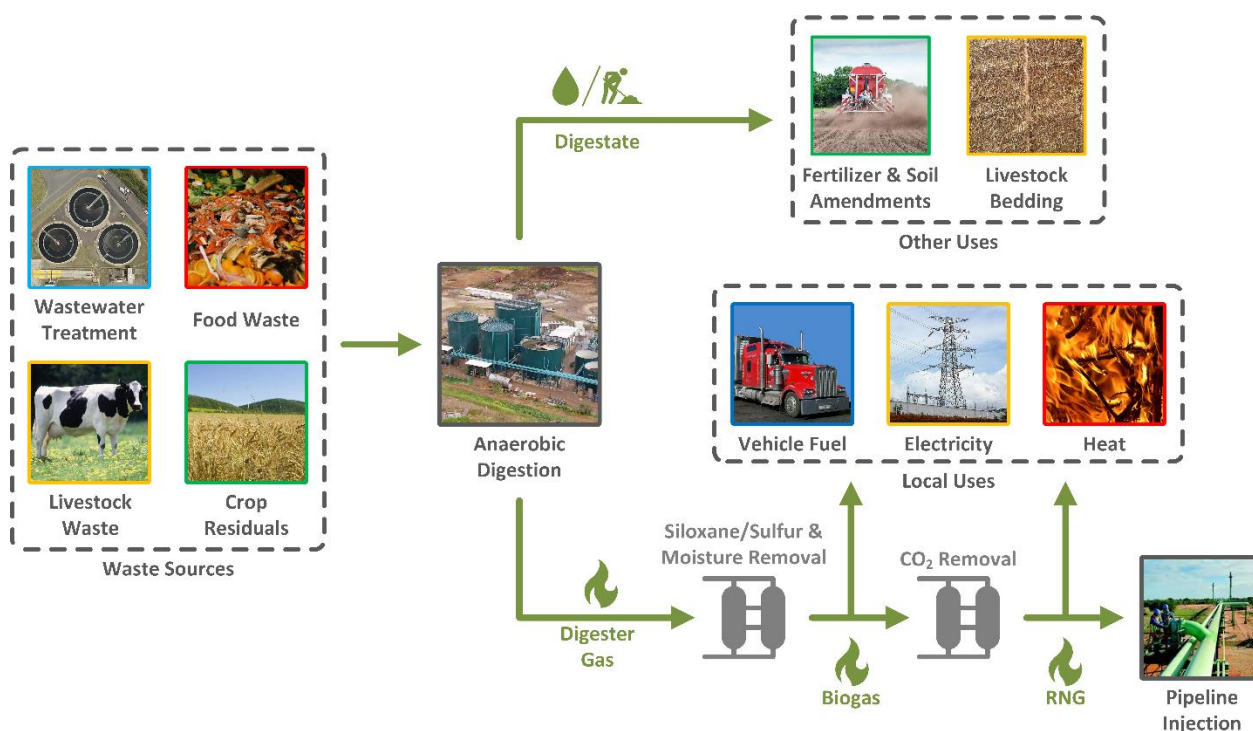 Digestate
Fertilizer & Soil
Amendments
Livestock
Bedding
Other Uses
Wastewater
Treatment
Food Waste
Livestock
Waste
Crop
Residuals
Waste Sources
Anaerobic
Digestion
Vehicle Fuel
Electricity
Heat
Local Uses
Siloxane/Sulfur &
Moisture Removal
CO₂ Removal
Digester
Gas
Biogas
RNG
Pipeline
Injection